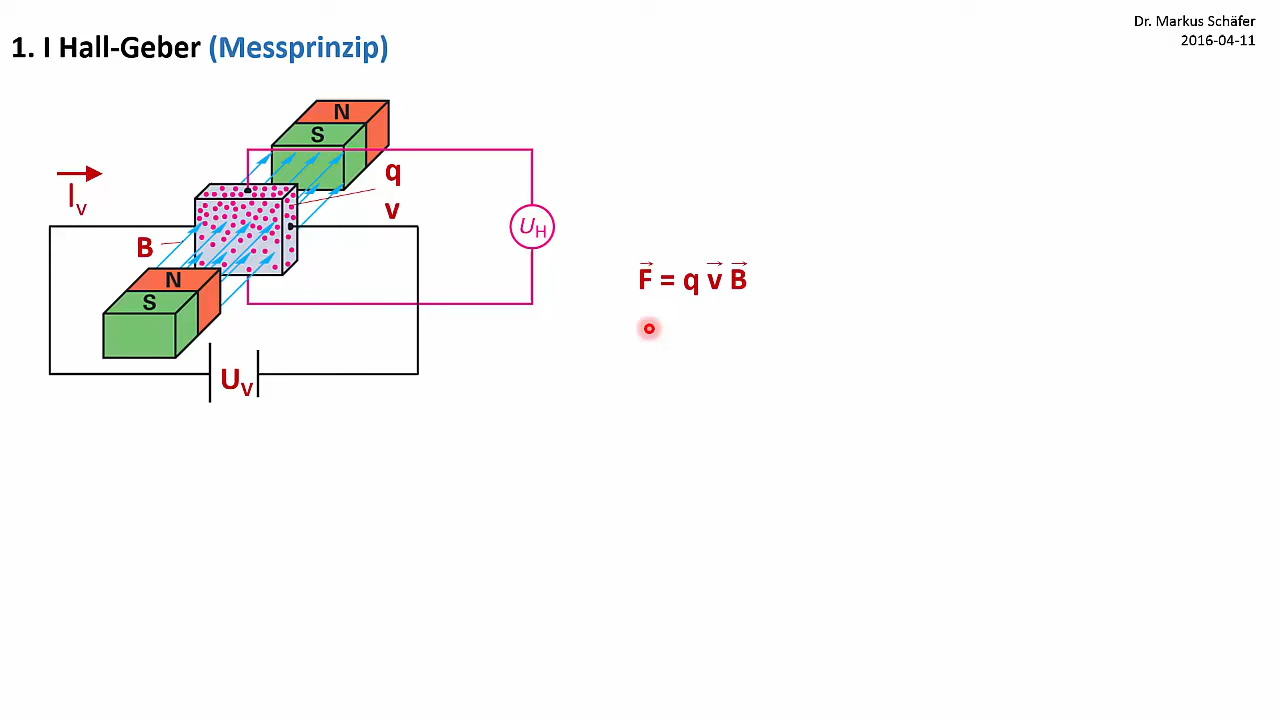 Dr. Markus Schäfer
2016-04-11
1. I Hall-Geber (Messprinzip)
N
S
q
v
I_V
U_H
B
N
S
F⃗ = q v⃗ B⃗
U_V